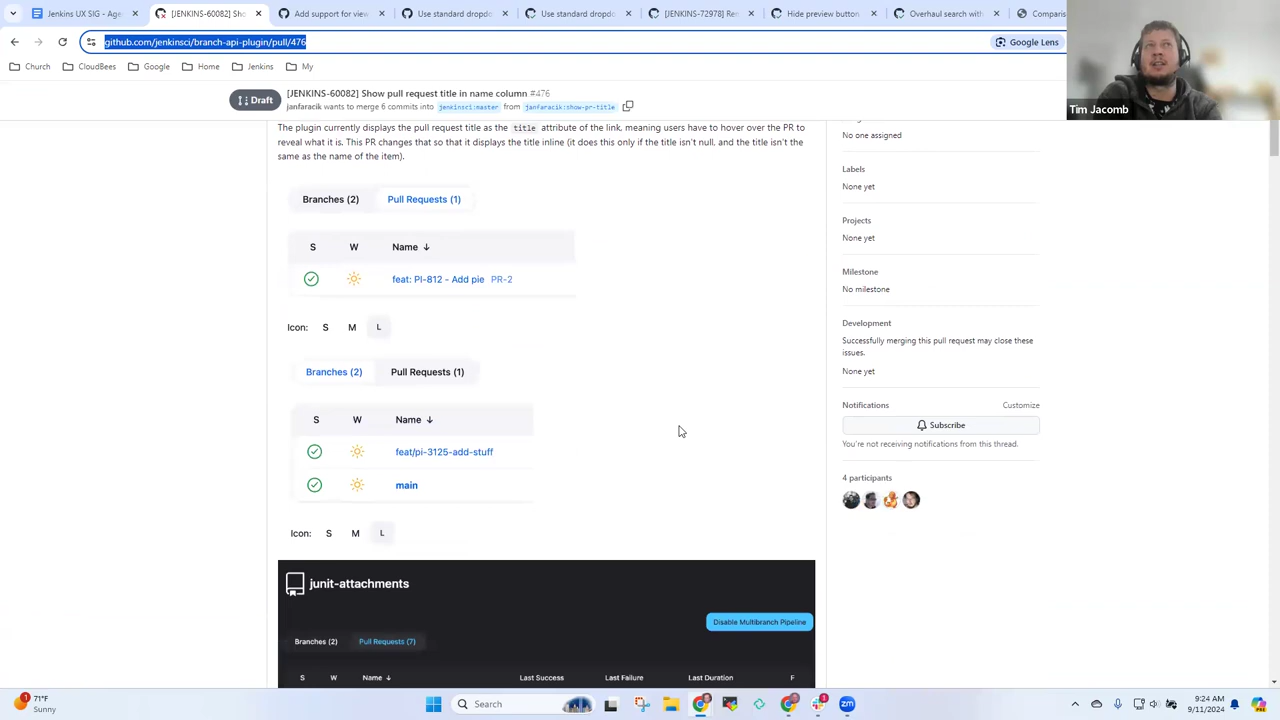 Jenkins UX SIG - Agen
[JENKINS-60082] Sho
Add support for view d
Use standard dropdo
Use standard dropdo
[JENKINS-72978] Res
Hide preview button
Overhaul search with
Comparis
github.com/jenkinsci/branch-api-plugin/pull/476
Google Lens
Church
CloudBees
Google
Home
Jenkins
My
Draft
[JENKINS-60082] Show pull request title in name column #476
janfaracik wants to merge 6 commits into jenkinsci:master from janfaracik:show-pr-title
Tim Jacomb
The plugin currently displays the pull request title as the title attribute of the link, meaning users have to hover over the PR to
reveal what it is. This PR changes that so that it displays the title inline (it does this only if the title isn't null, and the title isn't the
same as the name of the item).
Branches (2) Pull Requests (1)
S W Name ↓
feat: PI-812 - Add pie PR-2
Icon: S M L
Branches (2) Pull Requests (1)
S W Name ↓
feat/pi-3125-add-stuff
main
Icon: S M L
junit-attachments
Disable Multibranch Pipeline
Branches (2) Pull Requests (7)
S W Name ↓ Last Success Last Failure Last Duration F
No one assigned
Labels
None yet
Projects
None yet
Milestone
No milestone
Development
Successfully merging this pull request may close these
issues.
None yet
Notifications Customize
Subscribe
You're not receiving notifications from this thread.
4 participants
1
71°F
Sunny
Search
zm
9:24 AM
9/11/2024